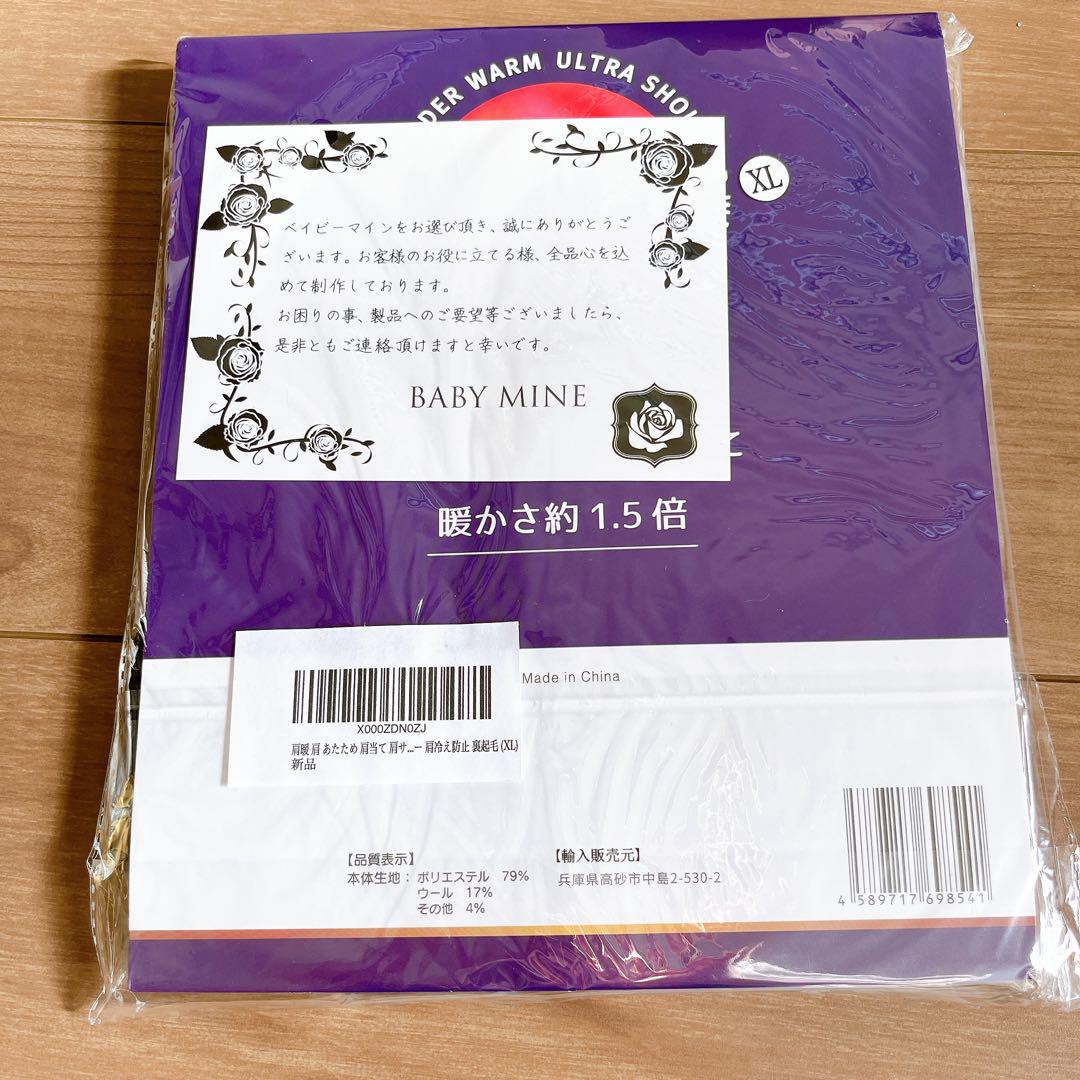 DER WARM ULTRA SHOU
XL
ベイビーマインをお選び頂き、誠にありがとうご
ざいます。お客様のお役に立てる様、全品心を込
めて制作しております。
お困りの事、製品へのご要望等ございましたら、
是非ともご連絡頂けますと幸いです。
BABY MINE
と
暖かさ約1.5倍
Made in China
X000ZDN0ZJ
肩暖 肩 あたため 肩当て 肩サ...ー 肩冷え防止 裏起毛 (XL)
新品
【品質表示】
本体生地：ポリエステル 79%
ウール 17%
その他 4%
【輸入販売元】
兵庫県高砂市中島2-530-2
4 589717 698541